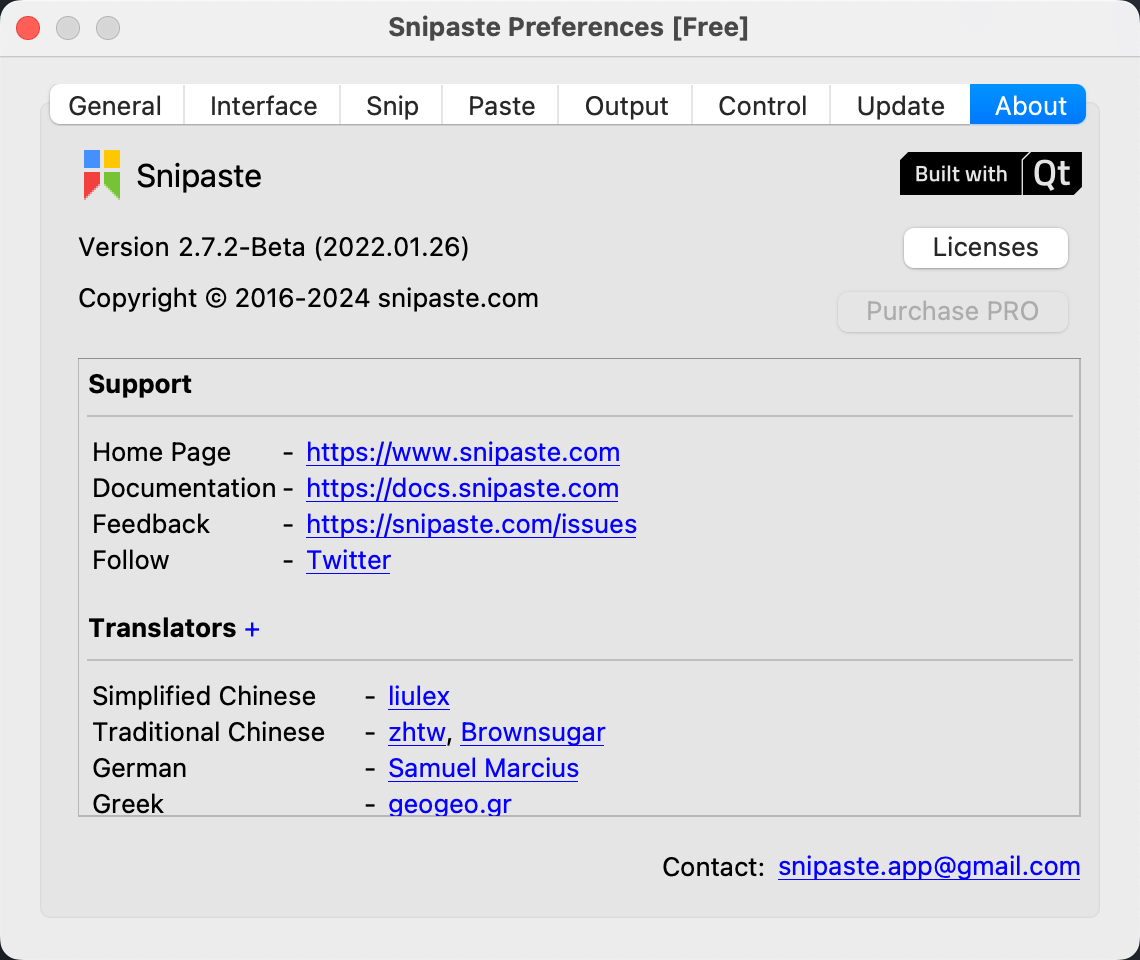 Snipaste Preferences [Free]
General Interface Snip Paste Output Control Update About
Snipaste
Built with Qt
Version 2.7.2-Beta (2022.01.26)
Licenses
Copyright © 2016-2024 snipaste.com
Purchase PRO
Support
Home Page - https://www.snipaste.com
Documentation - https://docs.snipaste.com
Feedback - https://snipaste.com/issues
Follow - Twitter
Translators +
Simplified Chinese - liulex
Traditional Chinese - zhtw, Brownsugar
German - Samuel Marcius
Greek - geogeo.gr
Contact: snipaste.app@gmail.com